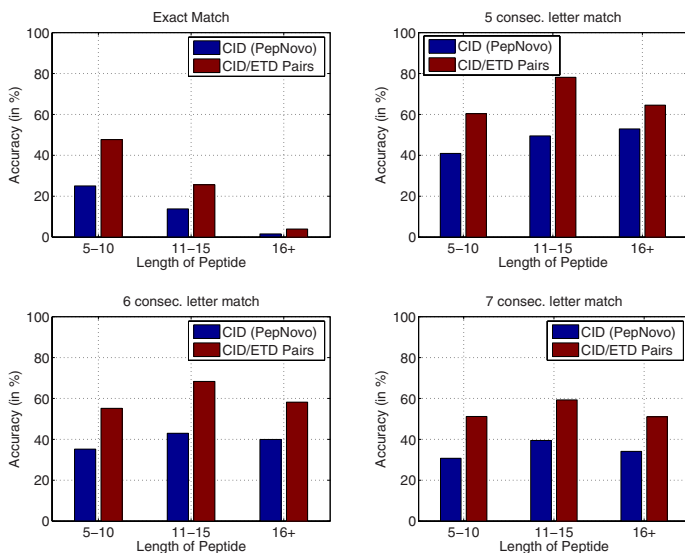 Exact Match
100
80
60
40
20
0
Accuracy (in %)
CID (PepNovo)
CID/ETD Pairs
5–10
11–15
16+
Length of Peptide
5 consec. letter match
100
80
60
40
20
0
Accuracy (in %)
CID (PepNovo)
CID/ETD Pairs
5–10
11–15
16+
Length of Peptide
6 consec. letter match
100
80
60
40
20
0
Accuracy (in %)
CID (PepNovo)
CID/ETD Pairs
5–10
11–15
16+
Length of Peptide
7 consec. letter match
100
80
60
40
20
0
Accuracy (in %)
CID (PepNovo)
CID/ETD Pairs
5–10
11–15
16+
Length of Peptide